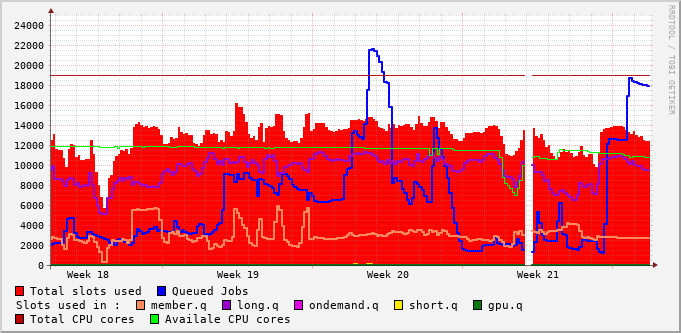 24000
22000
20000
18000
16000
14000
12000
10000
8000
6000
4000
2000
0
Week 18 Week 19 Week 20 Week 21
RRDTOOL / TOBI OETIKER
Total slots used Queued Jobs
Slots used in : member.q long.q ondemand.q short.q gpu.q
Total CPU cores Availale CPU cores